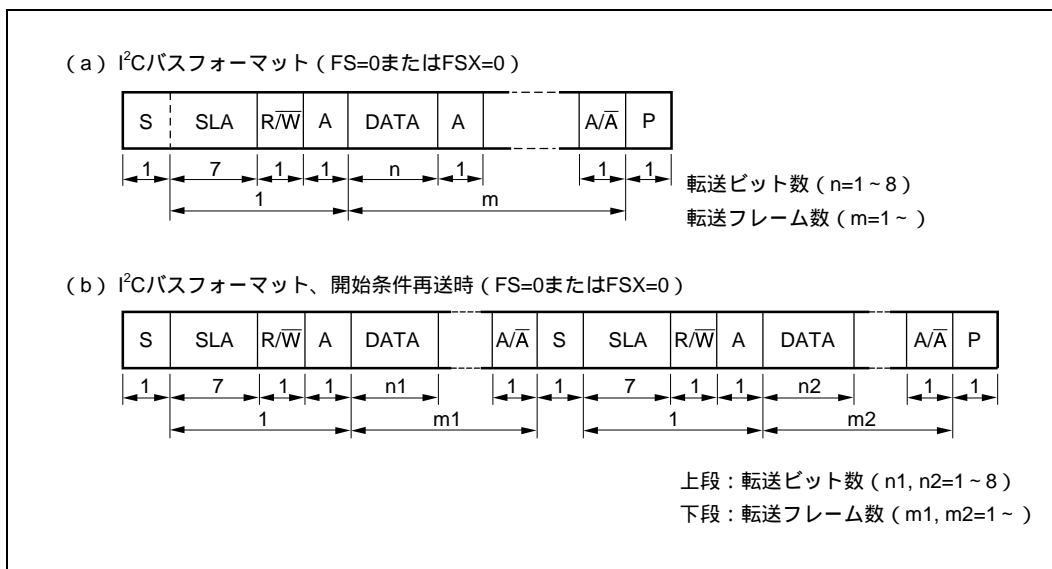 (a) I²Cバスフォーマット(FS=0またはFSX=0)
S SLA R/W̅ A DATA A A/A̅ P
1 7 1 1 n 1 1 1
転送ビット数(n=1~8)
1 m
転送フレーム数(m=1~ )
(b) I²Cバスフォーマット、開始条件再送時(FS=0またはFSX=0)
S SLA R/W̅ A DATA A/A̅ S SLA R/W̅ A DATA A/A̅ P
1 7 1 1 n1 1 1 7 1 1 n2 1 1
1 m1 1 m2
上段:転送ビット数(n1, n2=1~8)
下段:転送フレーム数(m1, m2=1~ )